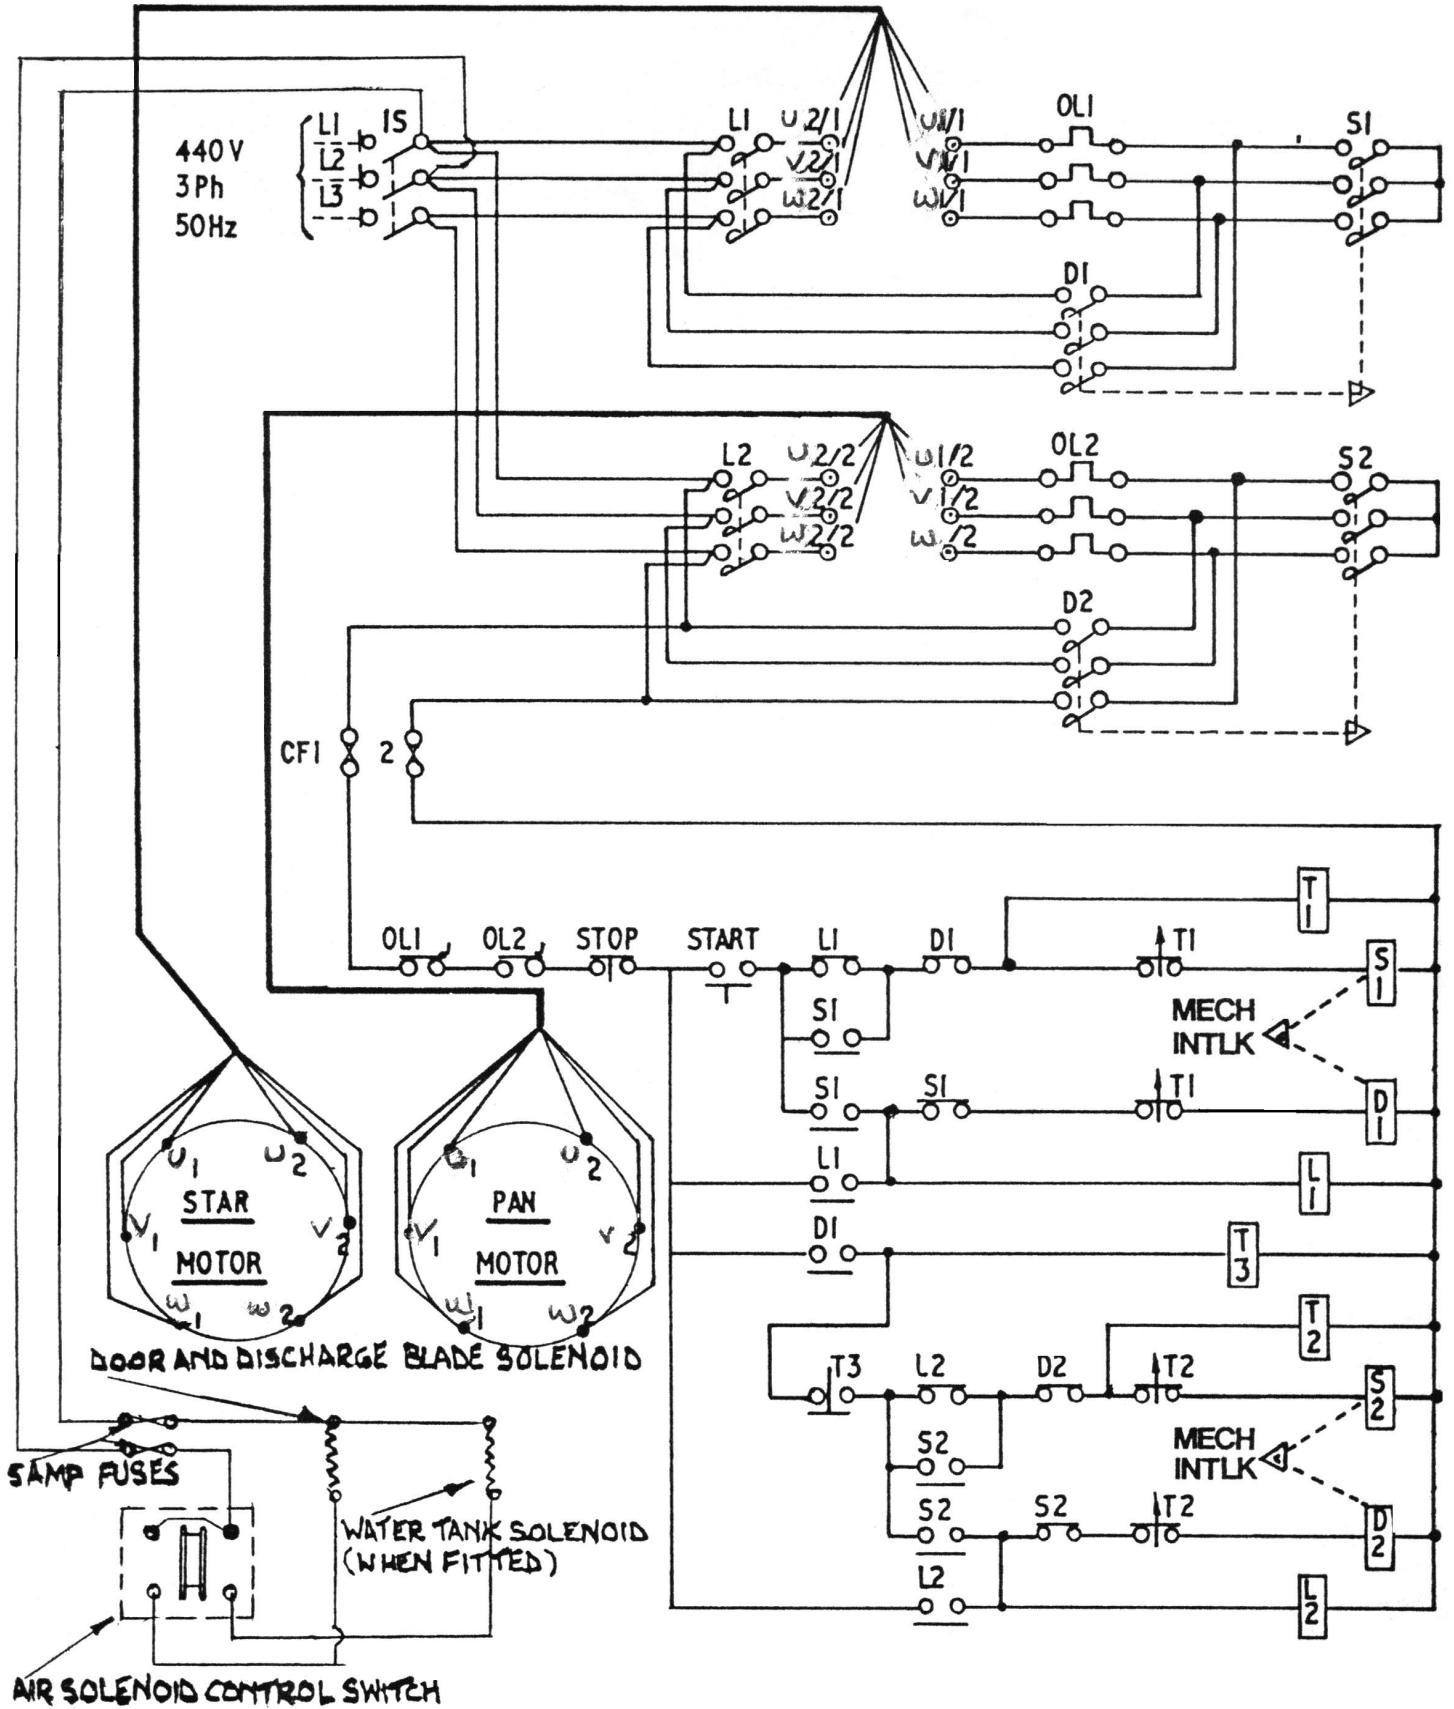 L1 IS
440V L2
3Ph L3
50Hz
L1 U2/1 U1/1 OL1 S1
V2/1 V1/1
W2/1 W1/1
D1
L2 U2/2 U1/2 OL2 S2
V2/2 V1/2
W2/2 W1/2
D2
CF1 2
T1
OL1 OL2 STOP START L1 D1 T1 S1
S1 MECH
INTLK
S1 S1 T1 D1
L1 L1
D1 T3
T2
T3 L2 D2 T2 S2
S2 MECH
INTLK
S2 S2 T2 D2
L2 L2
U1 U2
STAR
V1 V2
MOTOR
W1 W2
U1 U2
PAN
V1 V2
MOTOR
W1 W2
DOOR AND DISCHARGE BLADE SOLENOID
5AMP FUSES
WATER TANK SOLENOID
(WHEN FITTED)
AIR SOLENOID CONTROL SWITCH